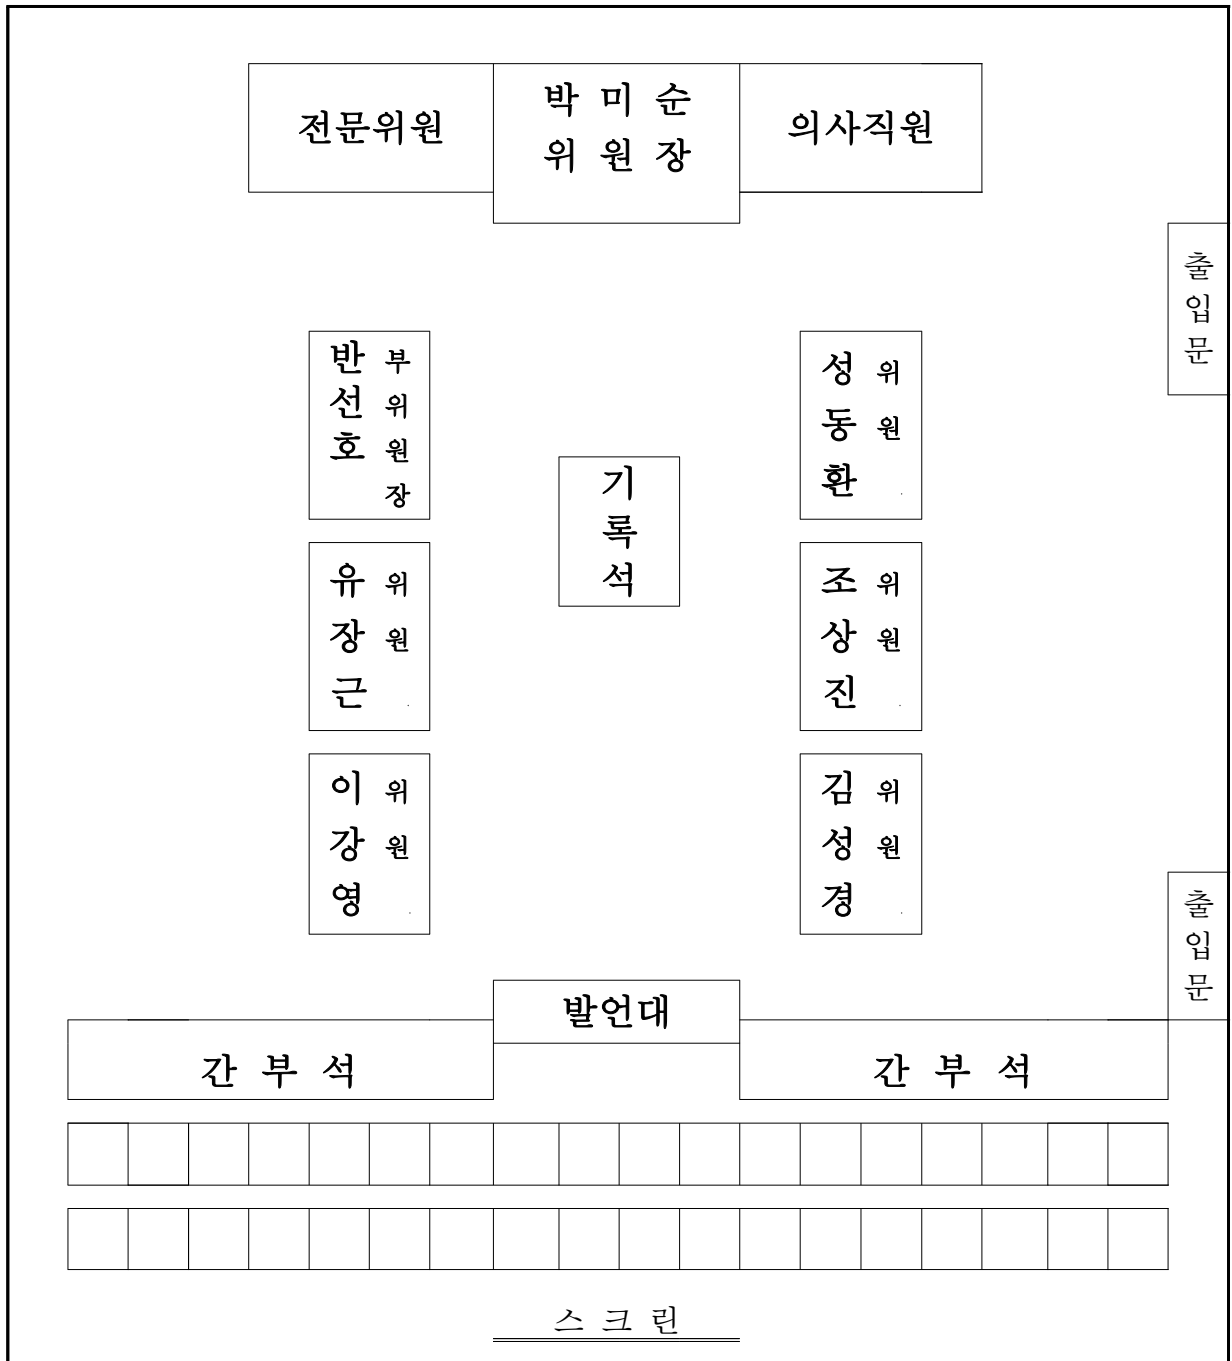 전문위원
박 미 순
위 원 장
의사직원
출입문
반선호 부위원장
성동환 위원
기록석
유장근 위원
조상진 위원
이강영 위원
김성경 위원
출입문
발언대
간 부 석
간 부 석
스 크 린